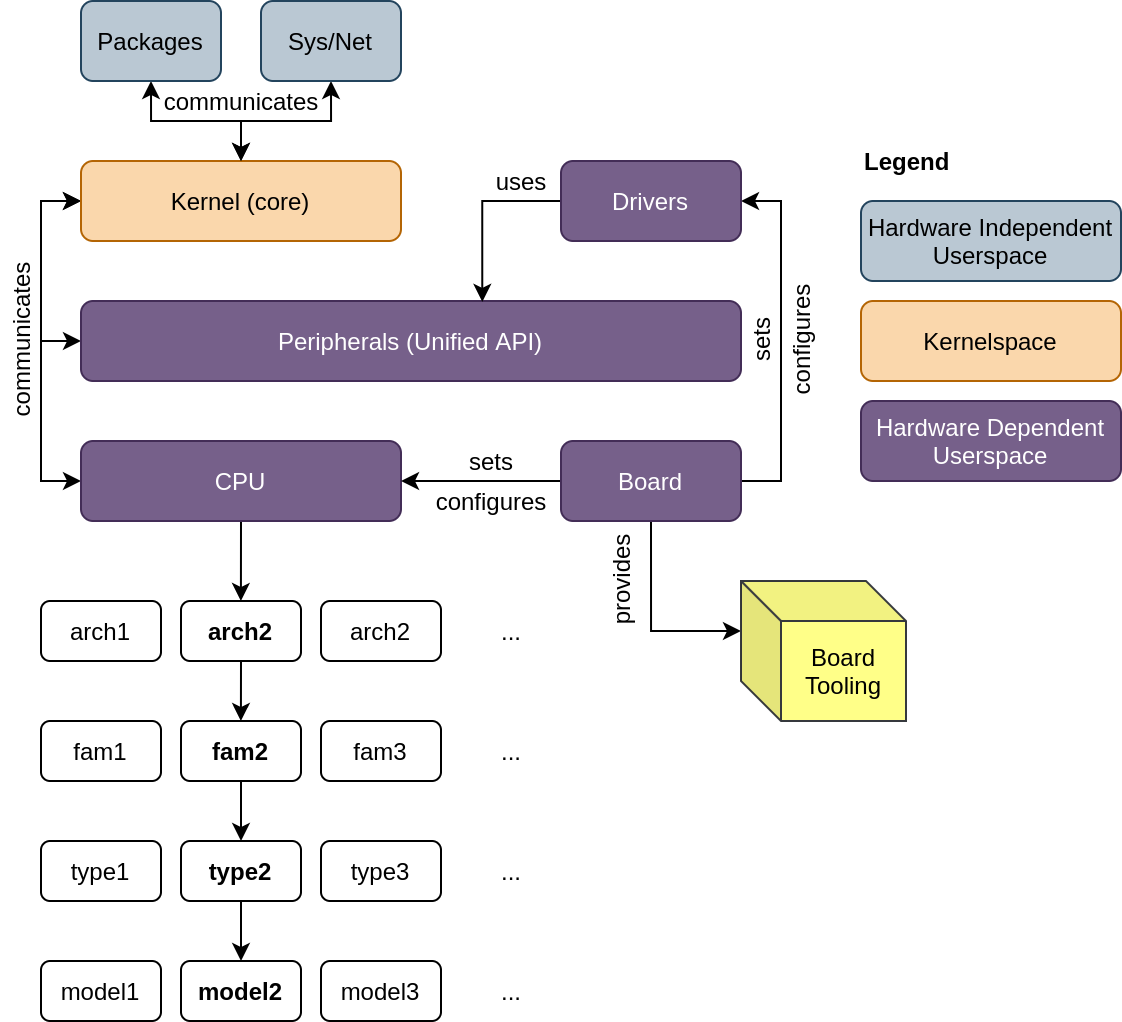 Packages
Sys/Net
communicates
Kernel (core)
uses
Drivers
Legend
Hardware Independent
Userspace
communicates
Peripherals (Unified API)
sets
configures
Kernelspace
Hardware Dependent
Userspace
CPU
sets
configures
Board
provides
arch1
arch2
arch2
...
Board
Tooling
fam1
fam2
fam3
...
type1
type2
type3
...
model1
model2
model3
...